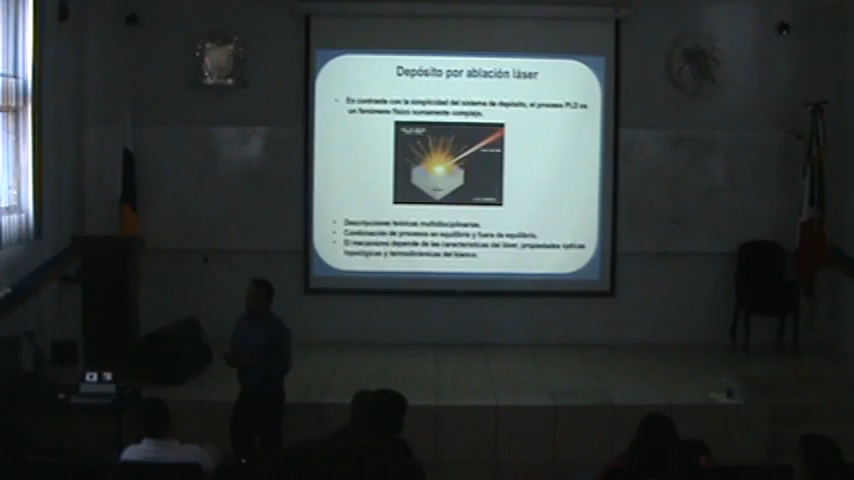 Depósito por ablación láser
• En contraste con la simplicidad del sistema de depósito, el proceso PLD es
un fenómeno físico sumamente complejo.
• Descripciones teóricas multidisciplinarias.
• Combinación de procesos en equilibrio y fuera de equilibrio.
• El mecanismo depende de las características del láser, propiedades ópticas
topológicas y termodinámicas del blanco.